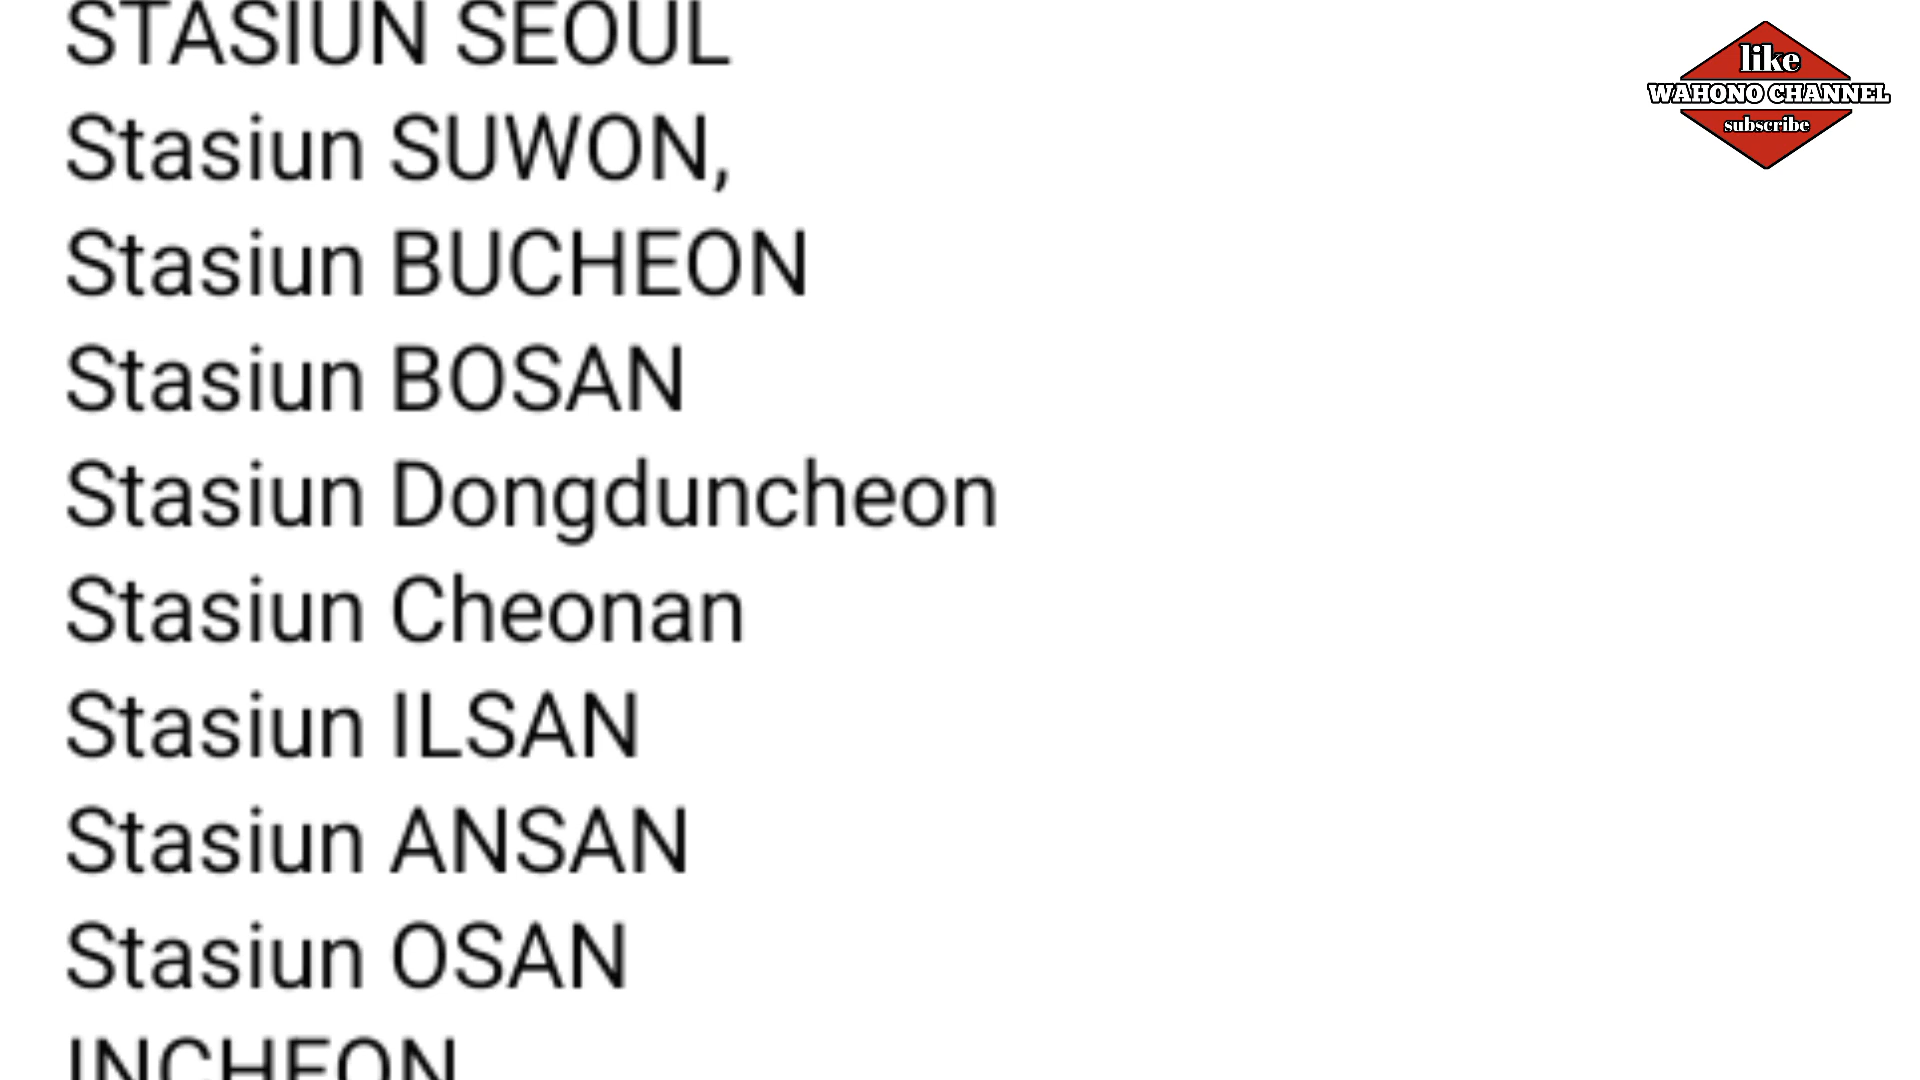 STASIUN SEOUL
Stasiun SUWON,
Stasiun BUCHEON
Stasiun BOSAN
Stasiun Dongduncheon
Stasiun Cheonan
Stasiun ILSAN
Stasiun ANSAN
Stasiun OSAN
INCHEON
like
WAHONO CHANNEL
subscribe